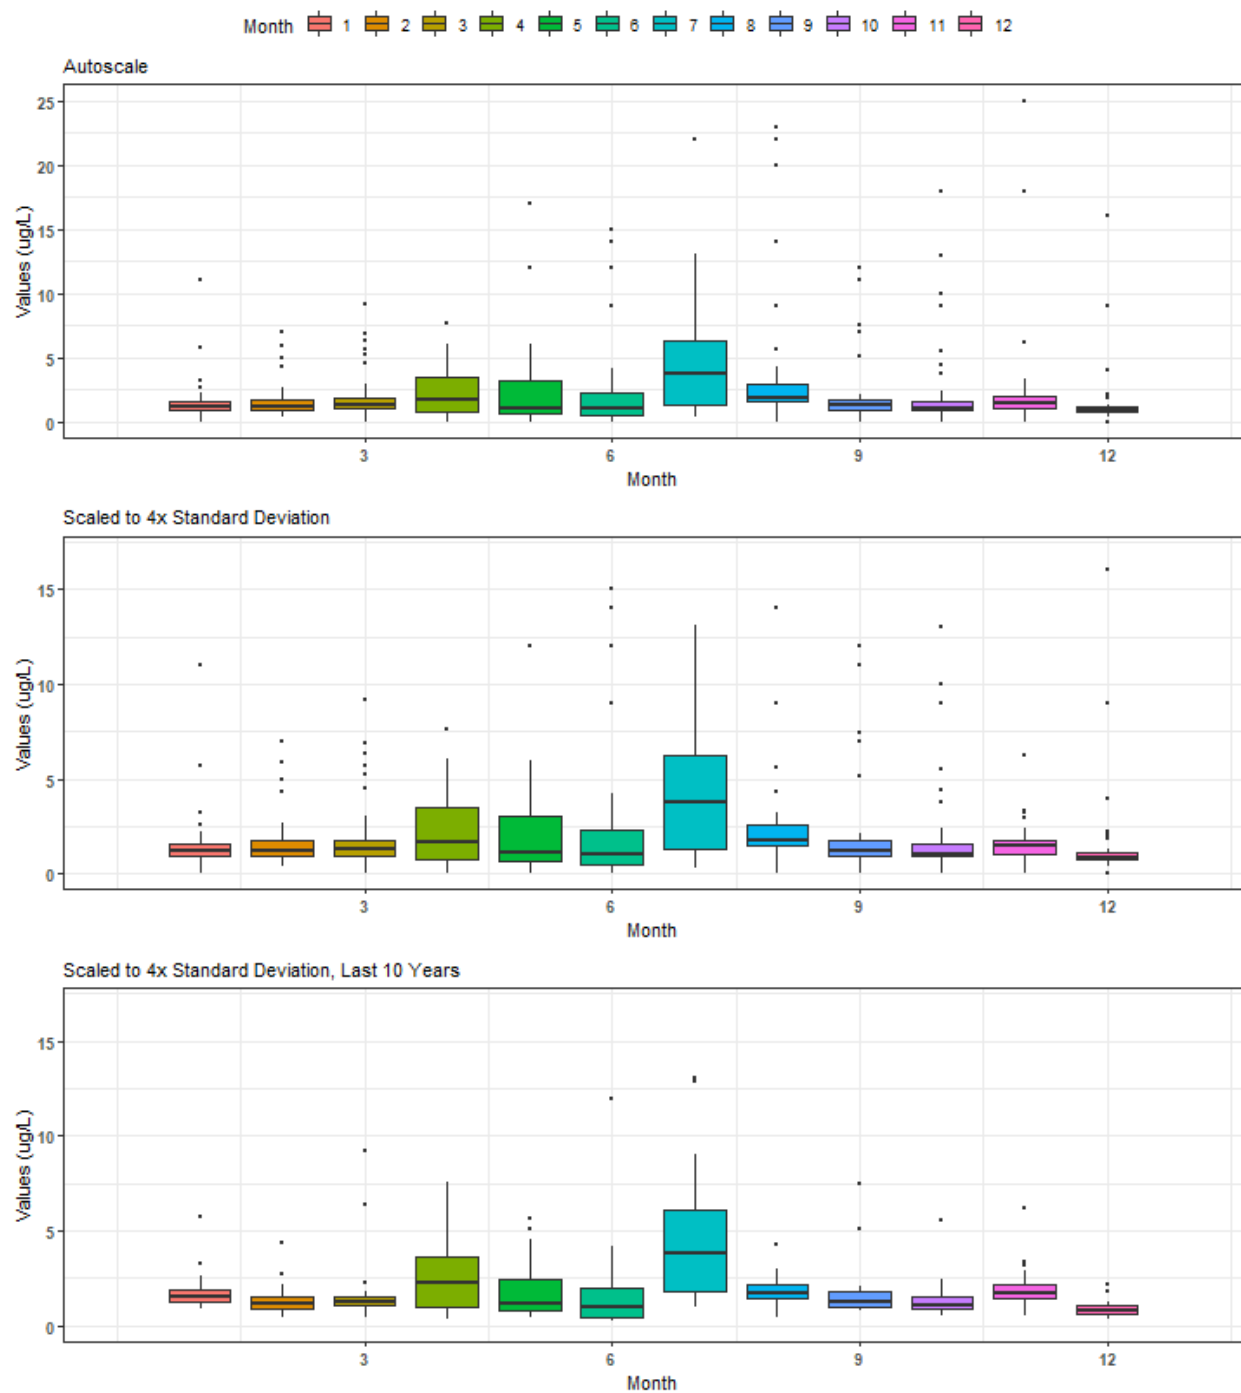 Month 1 2 3 4 5 6 7 8 9 10 11 12
Autoscale
Values (ug/L)
25
20
15
10
5
0
3 6 9 12
Month
Scaled to 4x Standard Deviation
Values (ug/L)
15
10
5
0
3 6 9 12
Month
Scaled to 4x Standard Deviation, Last 10 Years
Values (ug/L)
15
10
5
0
3 6 9 12
Month